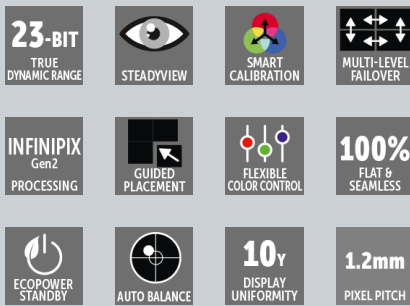 23-BIT
TRUE
DYNAMIC RANGE
STEADYVIEW
SMART
CALIBRATION
MULTI-LEVEL
FAILOVER
INFINIPIX
Gen2
PROCESSING
GUIDED
PLACEMENT
FLEXIBLE
COLOR CONTROL
100%
FLAT &
SEAMLESS
ECOPOWER
STANDBY
AUTO BALANCE
10Y
DISPLAY
UNIFORMITY
1.2mm
PIXEL PITCH